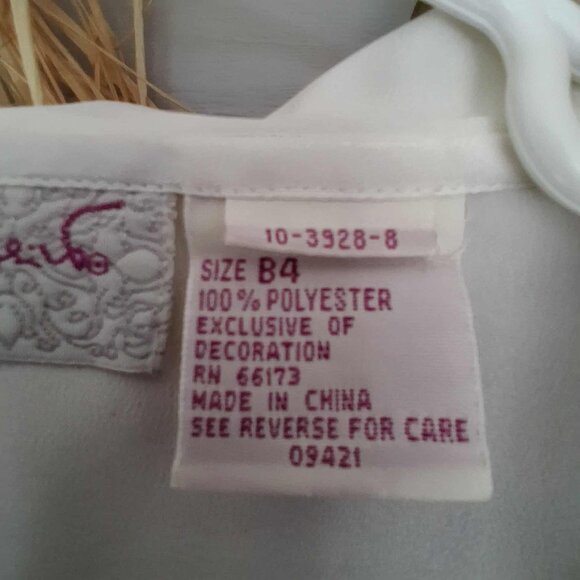 10-3928-8
SIZE B4
100% POLYESTER
EXCLUSIVE OF
DECORATION
RN 66173
MADE IN CHINA
SEE REVERSE FOR CARE
09421